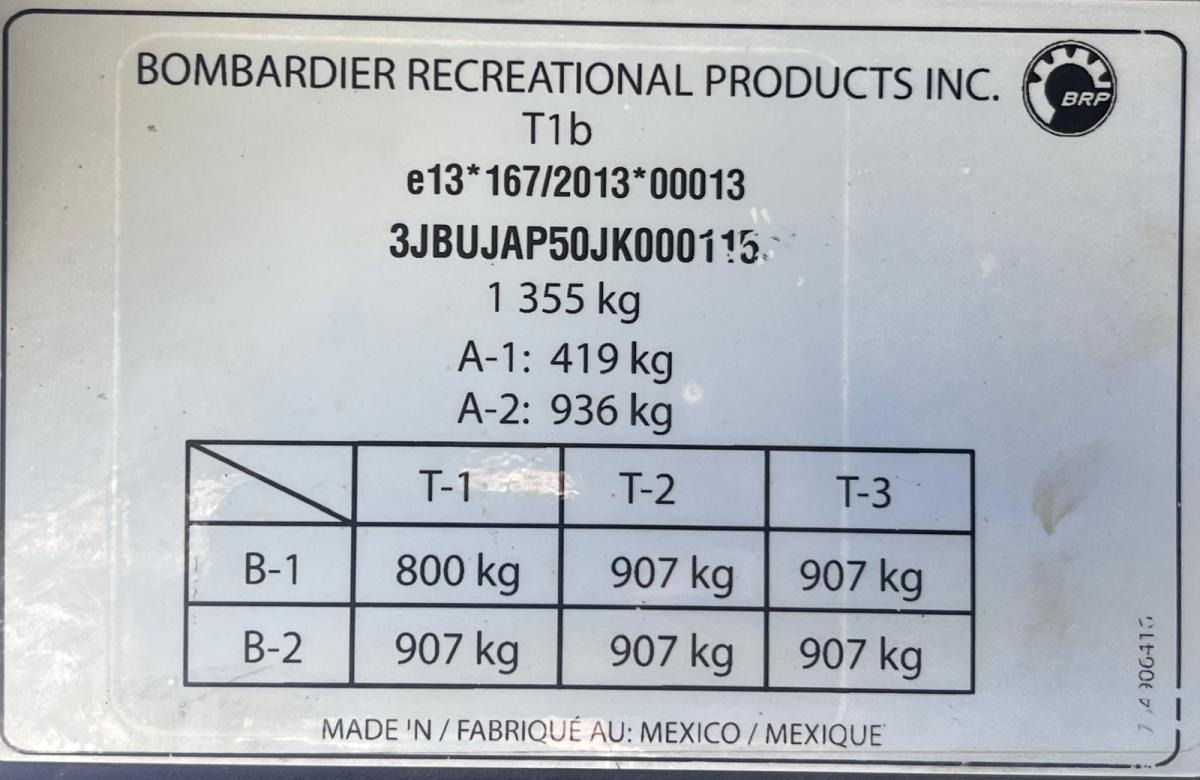 BOMBARDIER RECREATIONAL PRODUCTS INC.
BRP
T1b
e13*167/2013*00013
3JBUJAP50JK000115
1 355 kg
A-1: 419 kg
A-2: 936 kg
T-1 T-2 T-3
B-1 800 kg 907 kg 907 kg
B-2 907 kg 907 kg 907 kg
MADE IN / FABRIQUÉ AU: MEXICO / MEXIQUE